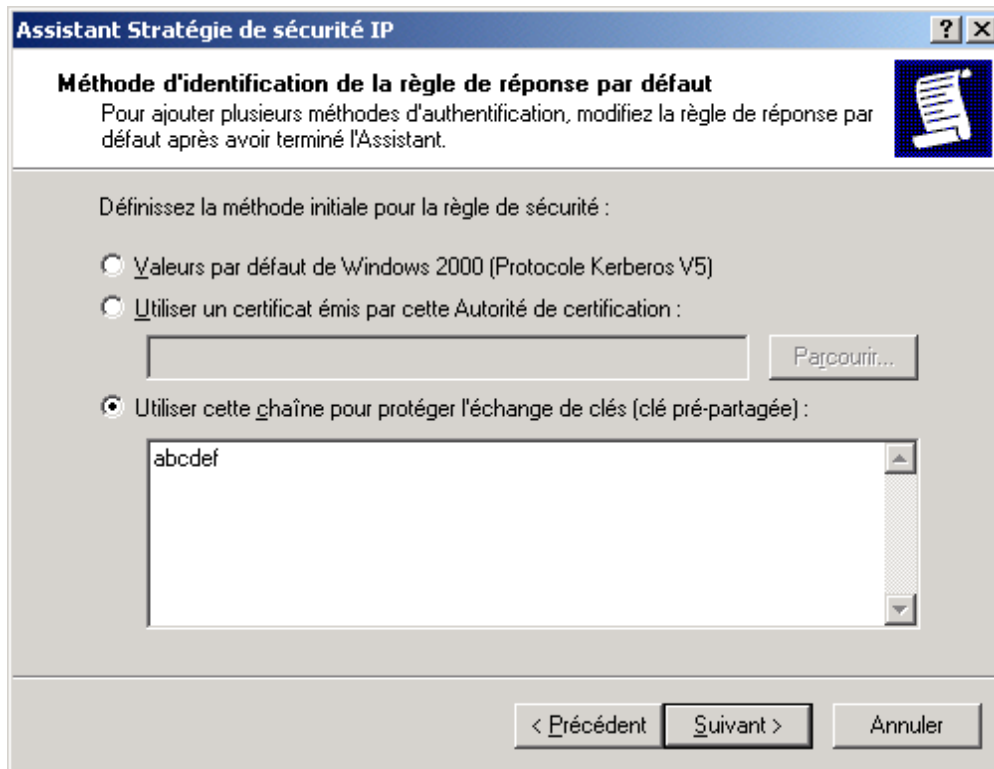 Assistant Stratégie de sécurité IP
Méthode d'identification de la règle de réponse par défaut
Pour ajouter plusieurs méthodes d'authentification, modifiez la règle de réponse par
défaut après avoir terminé l'Assistant.
Définissez la méthode initiale pour la règle de sécurité :
Valeurs par défaut de Windows 2000 (Protocole Kerberos V5)
Utiliser un certificat émis par cette Autorité de certification :
Parcourir...
Utiliser cette chaîne pour protéger l'échange de clés (clé pré-partagée) :
abcdef
< Précédent
Suivant >
Annuler